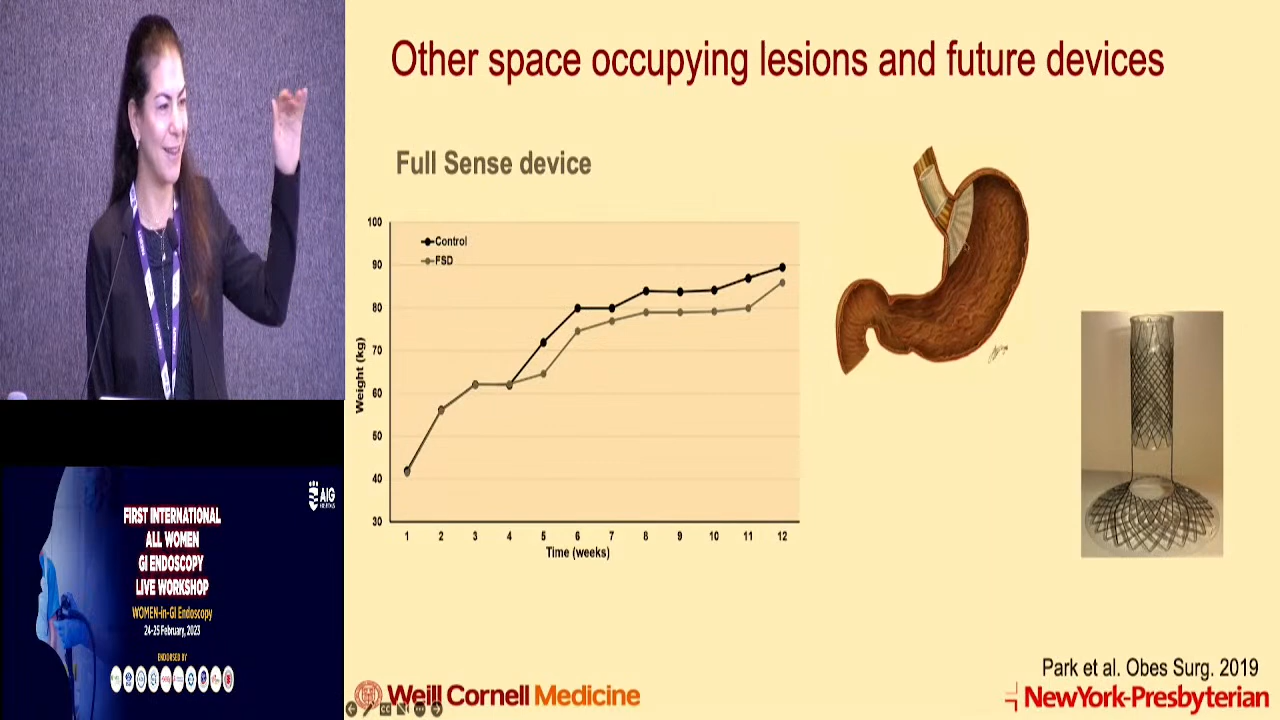 Other space occupying lesions and future devices
Full Sense device
100
90
80
70
60
50
40
30
Weight (kg)
Control
FSD
1 2 3 4 5 6 7 8 9 10 11 12
Time (weeks)
Park et al. Obes Surg. 2019
Weill Cornell Medicine
NewYork-Presbyterian
AIG
HOSPITALS
FIRST INTERNATIONAL
ALL WOMEN
GI ENDOSCOPY
LIVE WORKSHOP
WOMEN-in-GI Endoscopy
24-25 February, 2023
ENDORSED BY